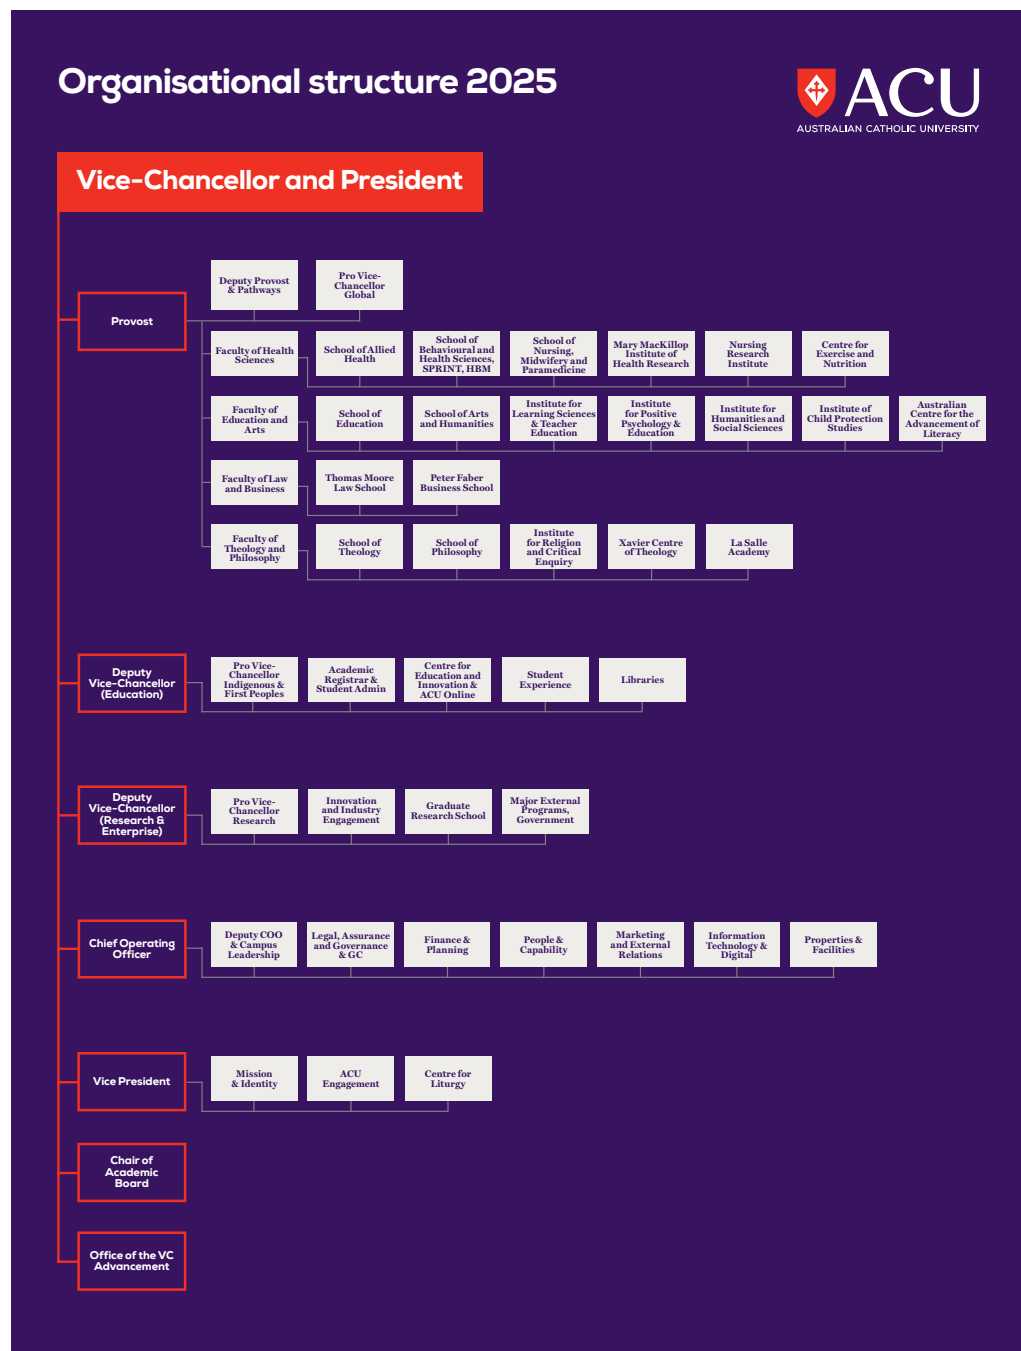 Organisational structure 2025
ACU
AUSTRALIAN CATHOLIC UNIVERSITY
Vice-Chancellor and President
Provost
Deputy Provost
& Pathways
Pro Vice-
Chancellor
Global
Faculty of Health
Sciences
School of Allied
Health
School of
Behavioural and
Health Sciences,
SPRINT, HBM
School of
Nursing,
Midwifery and
Paramedicine
Mary MacKillop
Institute of
Health Research
Nursing
Research
Institute
Centre for
Exercise and
Nutrition
Faculty of
Education and
Arts
School of
Education
School of Arts
and Humanities
Institute for
Learning Sciences
& Teacher
Education
Institute
for Positive
Psychology &
Education
Institute for
Humanities and
Social Sciences
Institute of
Child Protection
Studies
Australian
Centre for the
Advancement of
Literacy
Faculty of Law
and Business
Thomas Moore
Law School
Peter Faber
Business School
Faculty of
Theology and
Philosophy
School of
Theology
School of
Philosophy
Institute
for Religion
and Critical
Enquiry
Xavier Centre
of Theology
La Salle
Academy
Deputy
Vice-Chancellor
(Education)
Pro Vice-
Chancellor
Indigenous &
First Peoples
Academic
Registrar &
Student Admin
Centre for
Education and
Innovation &
ACU Online
Student
Experience
Libraries
Deputy
Vice-Chancellor
(Research &
Enterprise)
Pro Vice-
Chancellor
Research
Innovation
and Industry
Engagement
Graduate
Research School
Major External
Programs,
Government
Chief Operating
Officer
Deputy COO
& Campus
Leadership
Legal, Assurance
and Governance
& GC
Finance &
Planning
People &
Capability
Marketing
and External
Relations
Information
Technology &
Digital
Properties &
Facilities
Vice President
Mission
& Identity
ACU
Engagement
Centre for
Liturgy
Chair of
Academic
Board
Office of the VC
Advancement